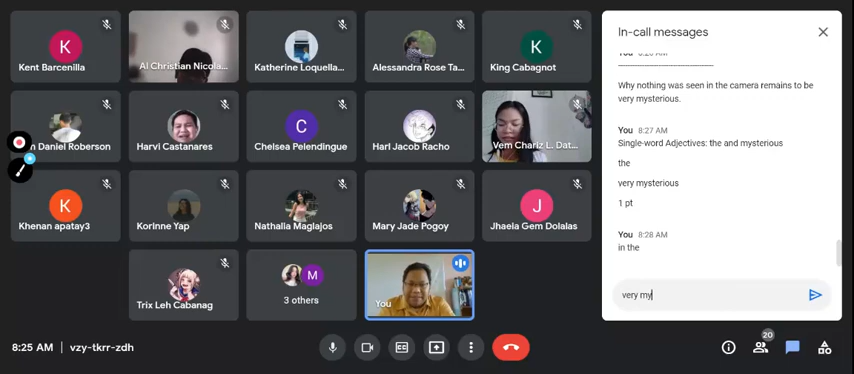 K
Kent Barcenilla
Al Christian Nicola...
Katherine Loquella...
Alessandra Rose Ta...
K
King Cabagnot
Daniel Roberson
Harvi Castanares
C
Chelsea Pelendingue
Harl Jacob Racho
Vem Chariz L. Dat...
K
Khenan apatay3
Korinne Yap
Nathalia Maglajos
Mary Jade Pogoy
J
Jhaela Gem Dolalas
Trix Leh Cabanag
M
3 others
You
8:25 AM | vzy-tkrr-zdh
20
In-call messages
Why nothing was seen in the camera remains to be
very mysterious.
You 8:27 AM
Single-word Adjectives: the and mysterious
the
very mysterious
1 pt
You 8:28 AM
in the
very my